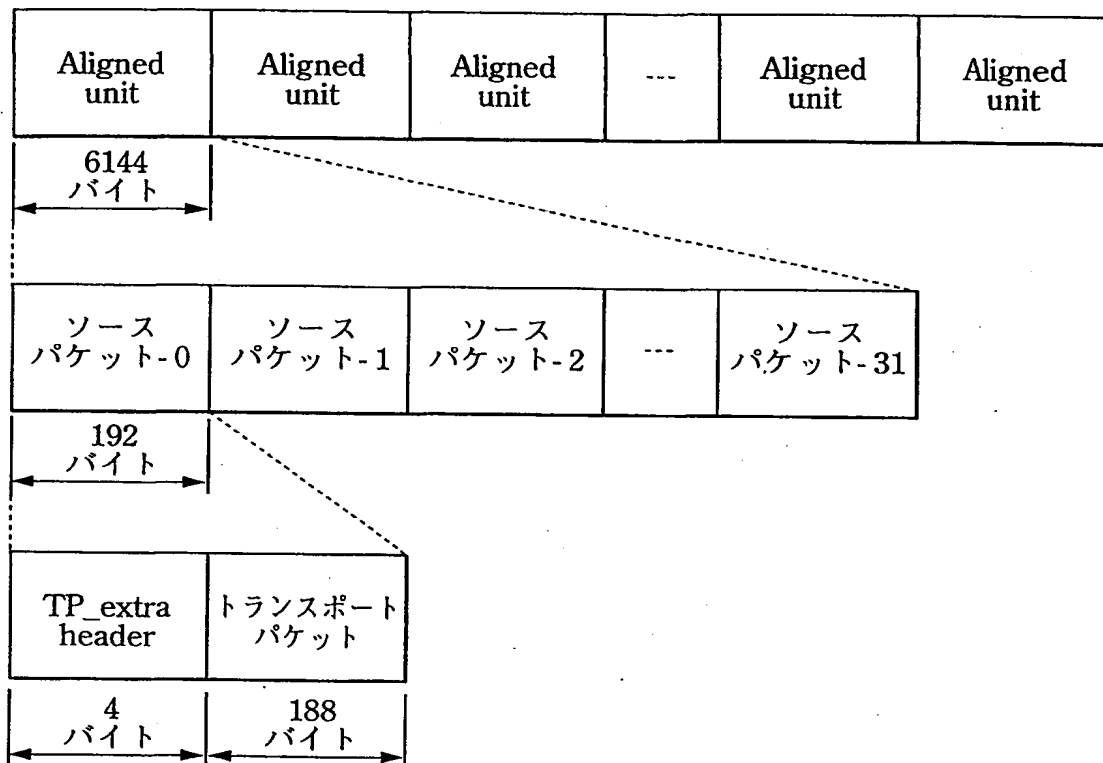 Aligned unit
Aligned unit
Aligned unit
---
Aligned unit
Aligned unit
6144
バイト
ソース
パケット-0
ソース
パケット-1
ソース
パケット-2
---
ソース
パケット-31
192
バイト
TP_extra
header
トランスポート
パケット
4
バイト
188
バイト